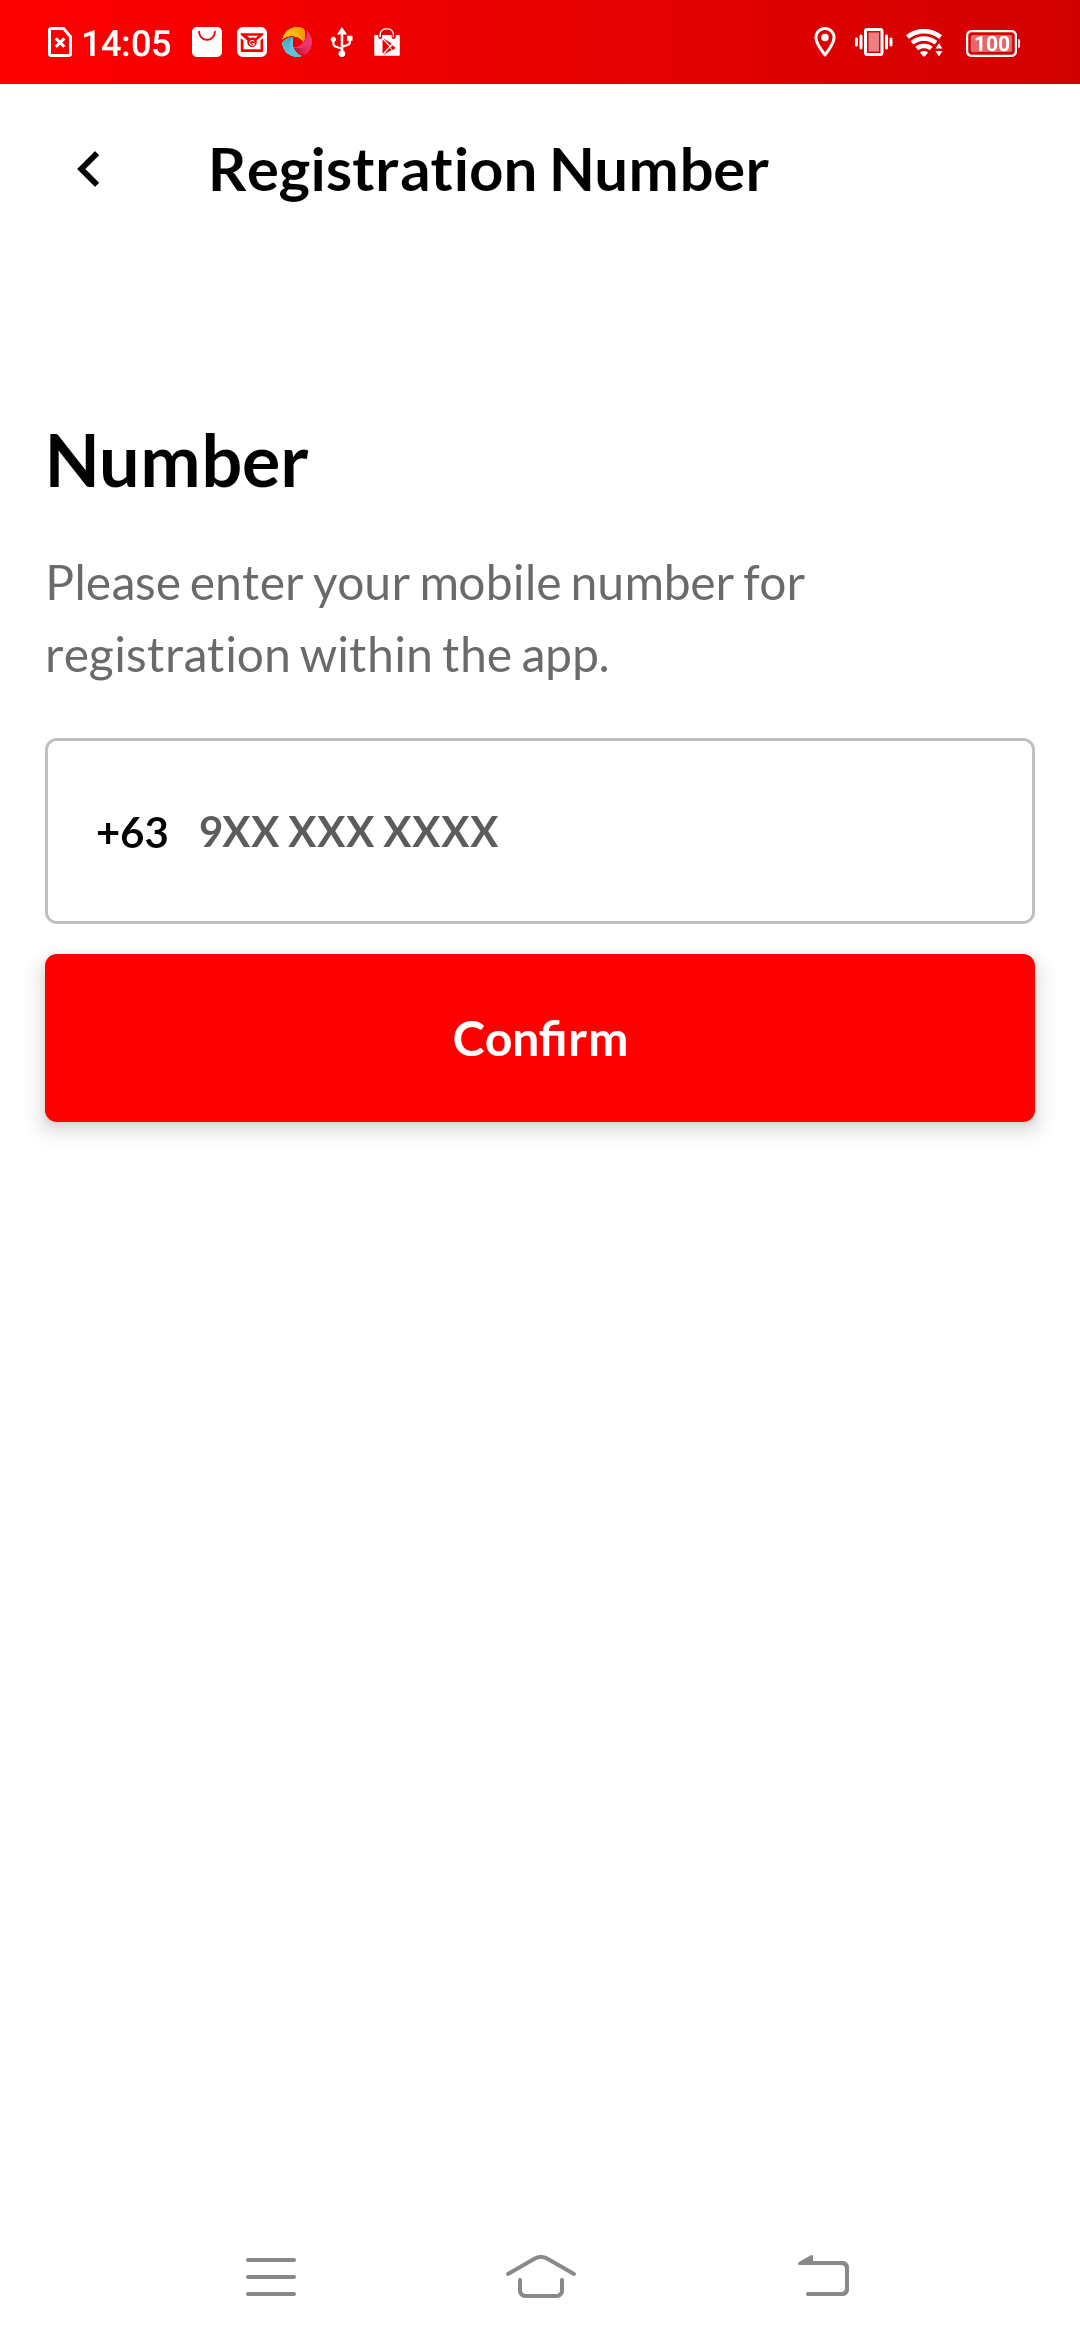 14:05
100
Registration Number
Number
Please enter your mobile number for
registration within the app.
+63 9XX XXX XXXX
Confirm